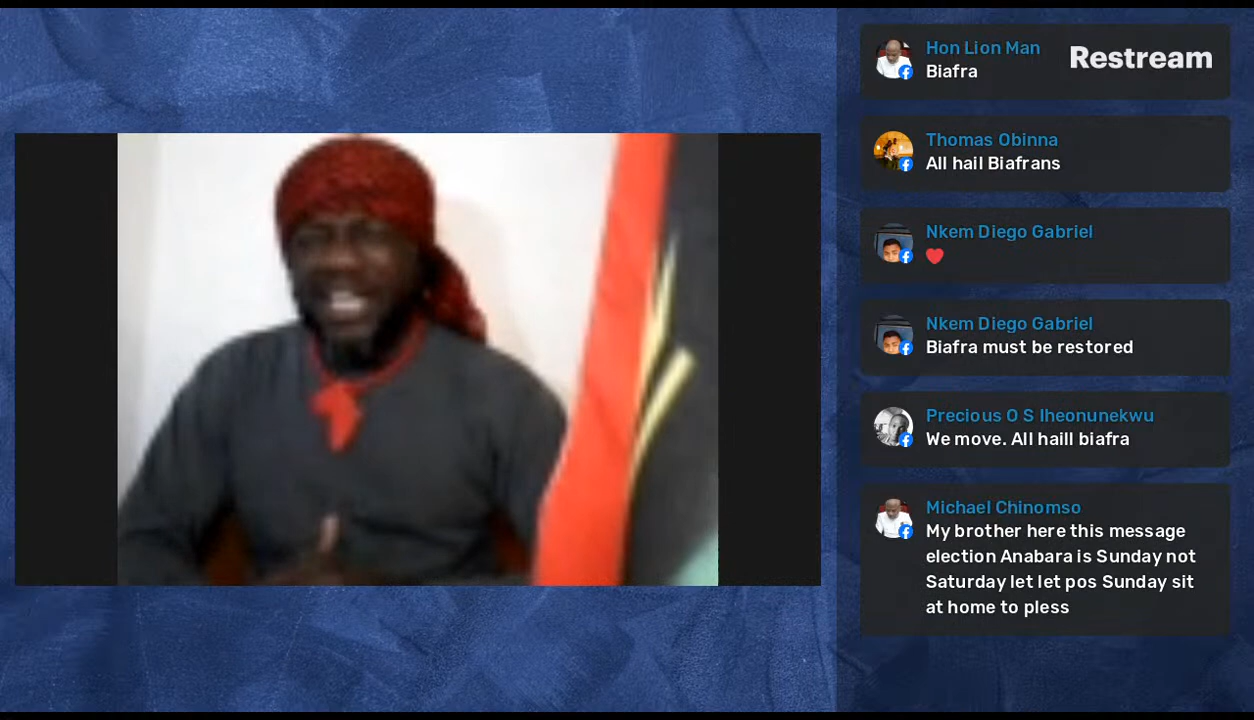 Hon Lion Man
Restream
Biafra
Thomas Obinna
All hail Biafrans
Nkem Diego Gabriel
Nkem Diego Gabriel
Biafra must be restored
Precious O S Iheonunekwu
We move. All haill biafra
Michael Chinomso
My brother here this message
election Anabara is Sunday not
Saturday let let pos Sunday sit
at home to pless